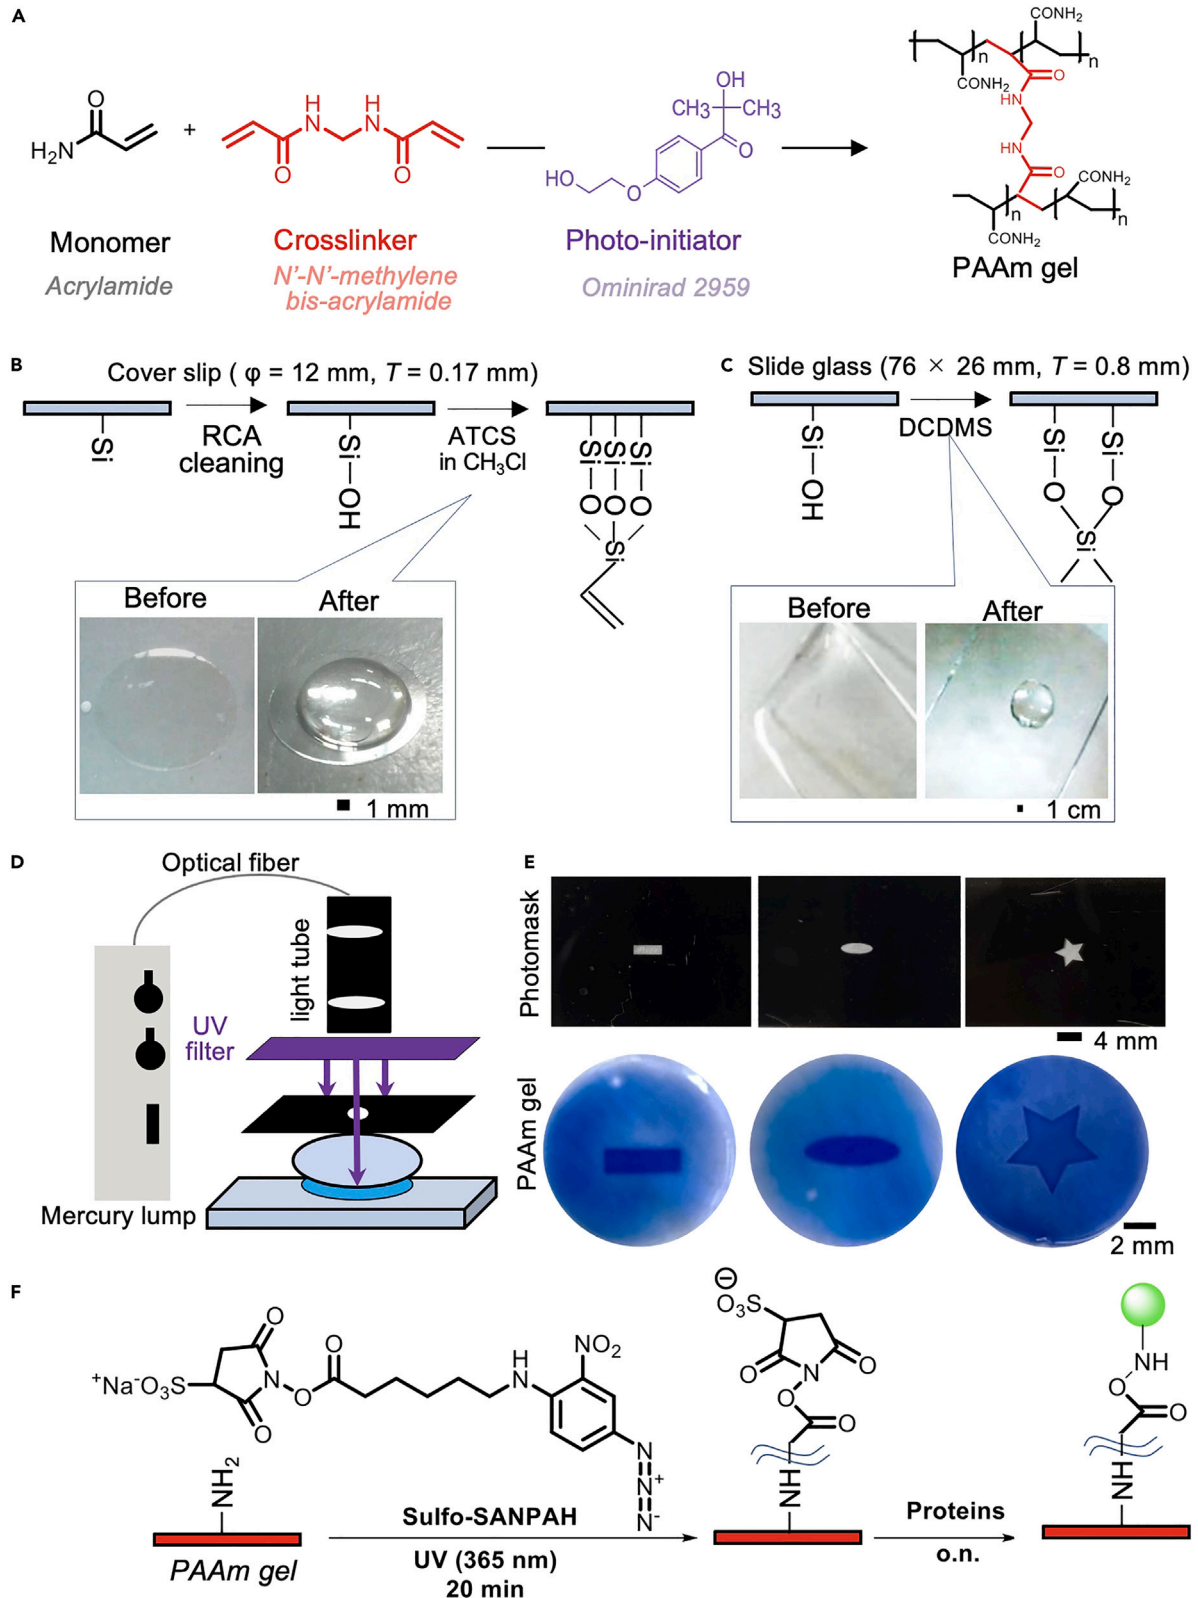 A
H₂N
O
+
O
H
N
H
N
O
OH
CH3
CH3
O
HO
O
CONH₂
n
CONH₂
n
O
HN
HN
O
CONH₂
n
CONH₂
n
Monomer
Acrylamide
Crosslinker
N'-N'-methylene
bis-acrylamide
Photo-initiator
Ominirad 2959
PAAm gel
B
Cover slip ( φ = 12 mm, T = 0.17 mm)
Si
RCA
cleaning
Si–OH
ATCS
in CH₃Cl
Si–O
Si–O
Si–O
Si
Before
After
1 mm
C
Slide glass (76 × 26 mm, T = 0.8 mm)
Si–OH
DCDMS
Si–O
Si–O
Si
Before
After
1 cm
D
Optical fiber
light tube
UV
filter
Mercury lump
E
Photomask
4 mm
PAAm gel
2 mm
F
⁺Na⁻O₃S
O
O
N
O
O
H
N
NO₂
N
N⁺
N⁻
NH₂
PAAm gel
Sulfo-SANPAH
UV (365 nm)
20 min
⊖
O₃S
O
N
O
O
O
HN
Proteins
o.n.
NH
O
O
HN